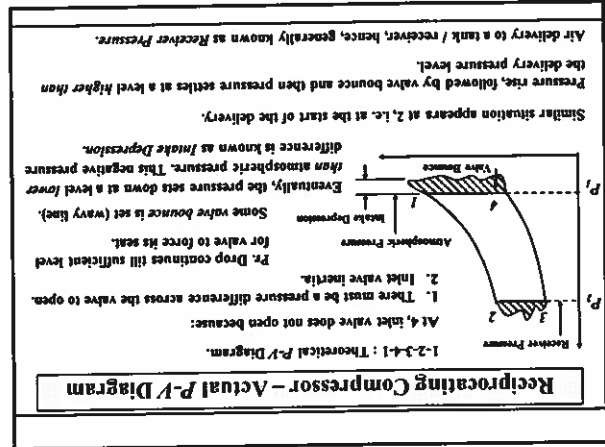 Reciprocating Compressor – Actual P-V Diagram
1-2-3-4-1 : Theoretical P-V Diagram.
At 4, inlet valve does not open because:
1. There must be a pressure difference across the valve to open.
2. Inlet valve inertia.
Pr. Drop continues till sufficient level
for valve to force its seat.
Some valve bounce is set (wavy line).
Eventually, the pressure sets down at a level lower
than atmospheric pressure. This negative pressure
difference is known as Intake Depression.
Similar situation appears at 2, i.e. at the start of the delivery.
Pressure rise, followed by valve bounce and then pressure settles at a level higher than
the delivery pressure level.
Air delivery to a tank / receiver, hence, generally known as Receiver Pressure.
Receiver Pressure
P2
3
2
Atmospheric Pressure
Intake Depression
P1
4
1
Valve Bounce